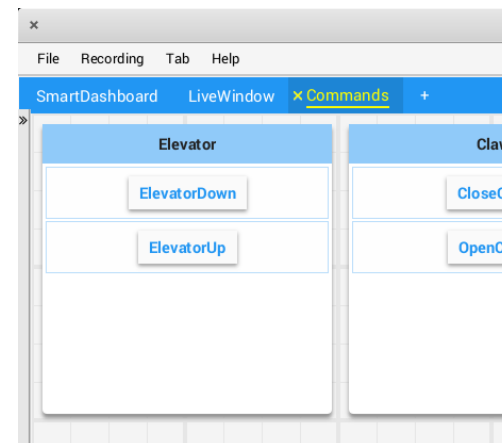 File Recording Tab Help
SmartDashboard LiveWindow Commands +
Elevator
ElevatorDown
ElevatorUp